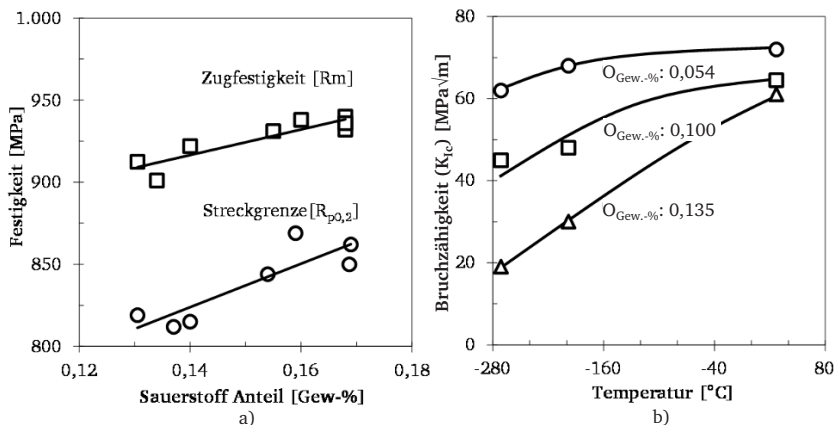 1.000
950
900
850
800
Festigkeit [MPa]
Zugfestigkeit [Rm]
Streckgrenze[Rp0,2]
0,12 0,14 0,16 0,18
Sauerstoff Anteil [Gew-%]
a)
80
60
40
20
0
Bruchzähigkeit (KIc) [MPa√m]
OGew.-%: 0,054
OGew.-%: 0,100
OGew.-%: 0,135
-280 -160 -40 80
Temperatur [°C]
b)